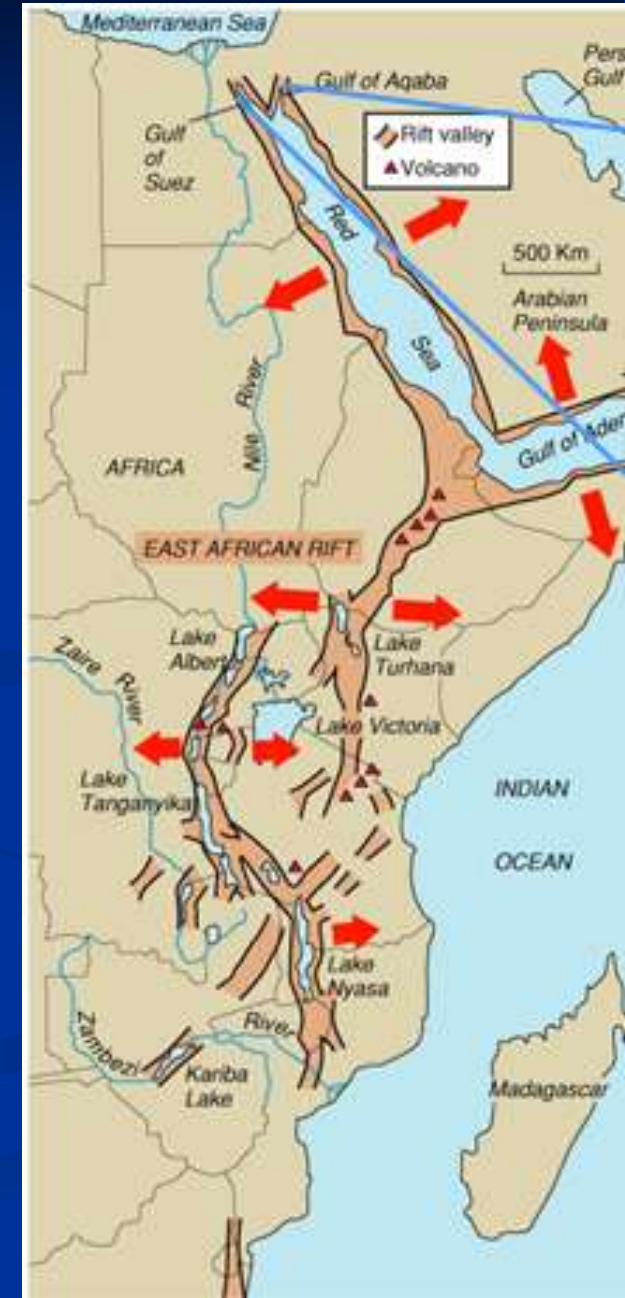 Mediterranean Sea
Gulf of Aqaba
Gulf
Gulf
of
Suez
Rift valley
Volcano
Red
Sea
500 Km
Arabian
Peninsula
Nile River
AFRICA
Gulf of Aden
EAST AFRICAN RIFT
Lake
Albert
Lake
Turhana
Zaire River
Lake Victoria
Lake
Tanganyika
INDIAN
OCEAN
Lake
Nyasa
Zambezi River
Kariba
Lake
Madagascar